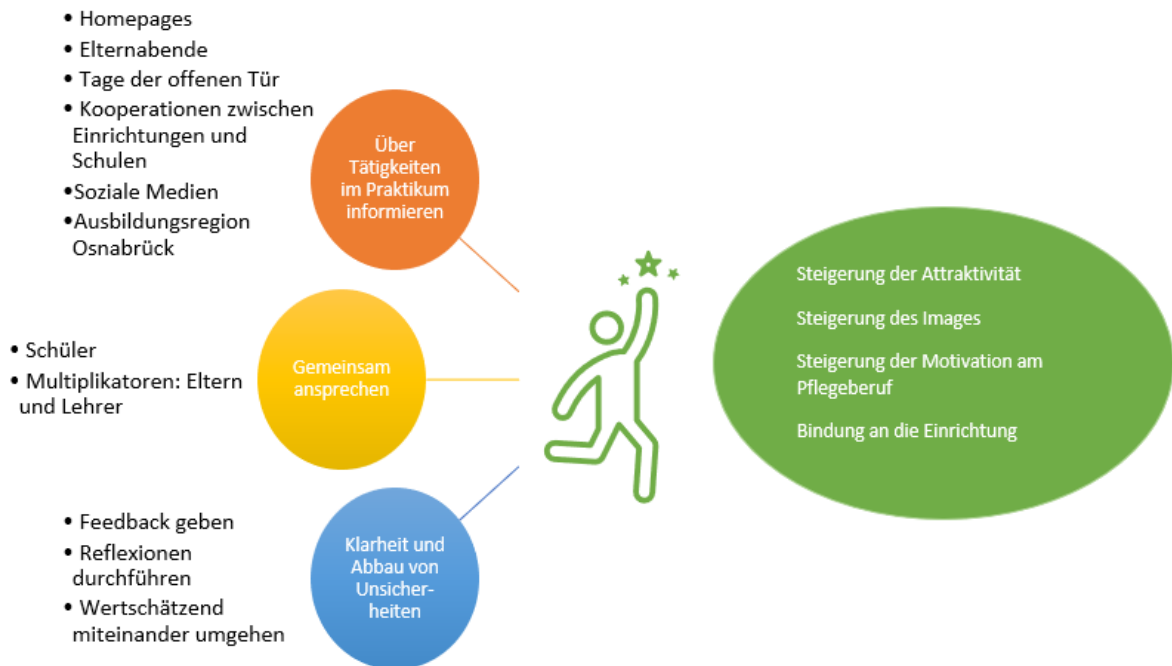 • Homepages
• Elternabende
• Tage der offenen Tür
• Kooperationen zwischen
Einrichtungen und
Schulen
•Soziale Medien
•Ausbildungsregion
Osnabrück
Über
Tätigkeiten
im Praktikum
informieren
• Schüler
• Multiplikatoren: Eltern
und Lehrer
Gemeinsam
ansprechen
• Feedback geben
• Reflexionen
durchführen
• Wertschätzend
miteinander umgehen
Klarheit und
Abbau von
Unsicher-
heiten
Steigerung der Attraktivität
Steigerung des Images
Steigerung der Motivation am
Pflegeberuf
Bindung an die Einrichtung